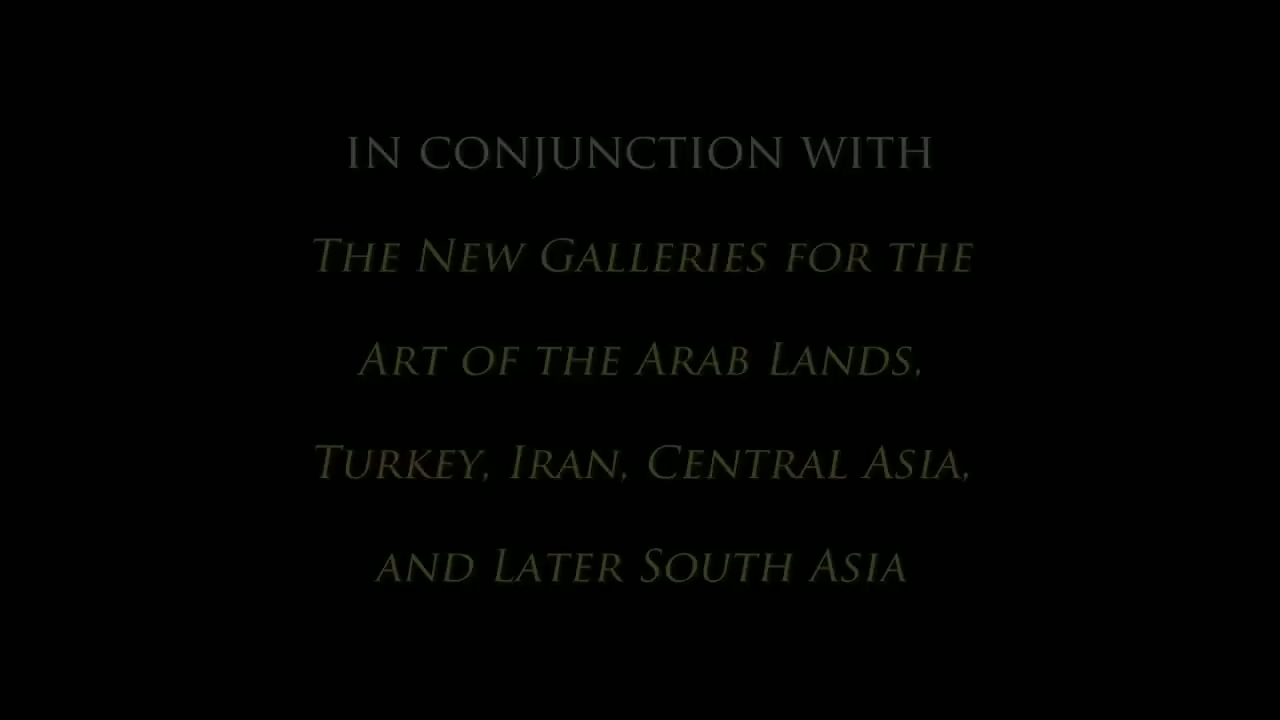 IN CONJUNCTION WITH
THE NEW GALLERIES FOR THE
ART OF THE ARAB LANDS,
TURKEY, IRAN, CENTRAL ASIA,
AND LATER SOUTH ASIA